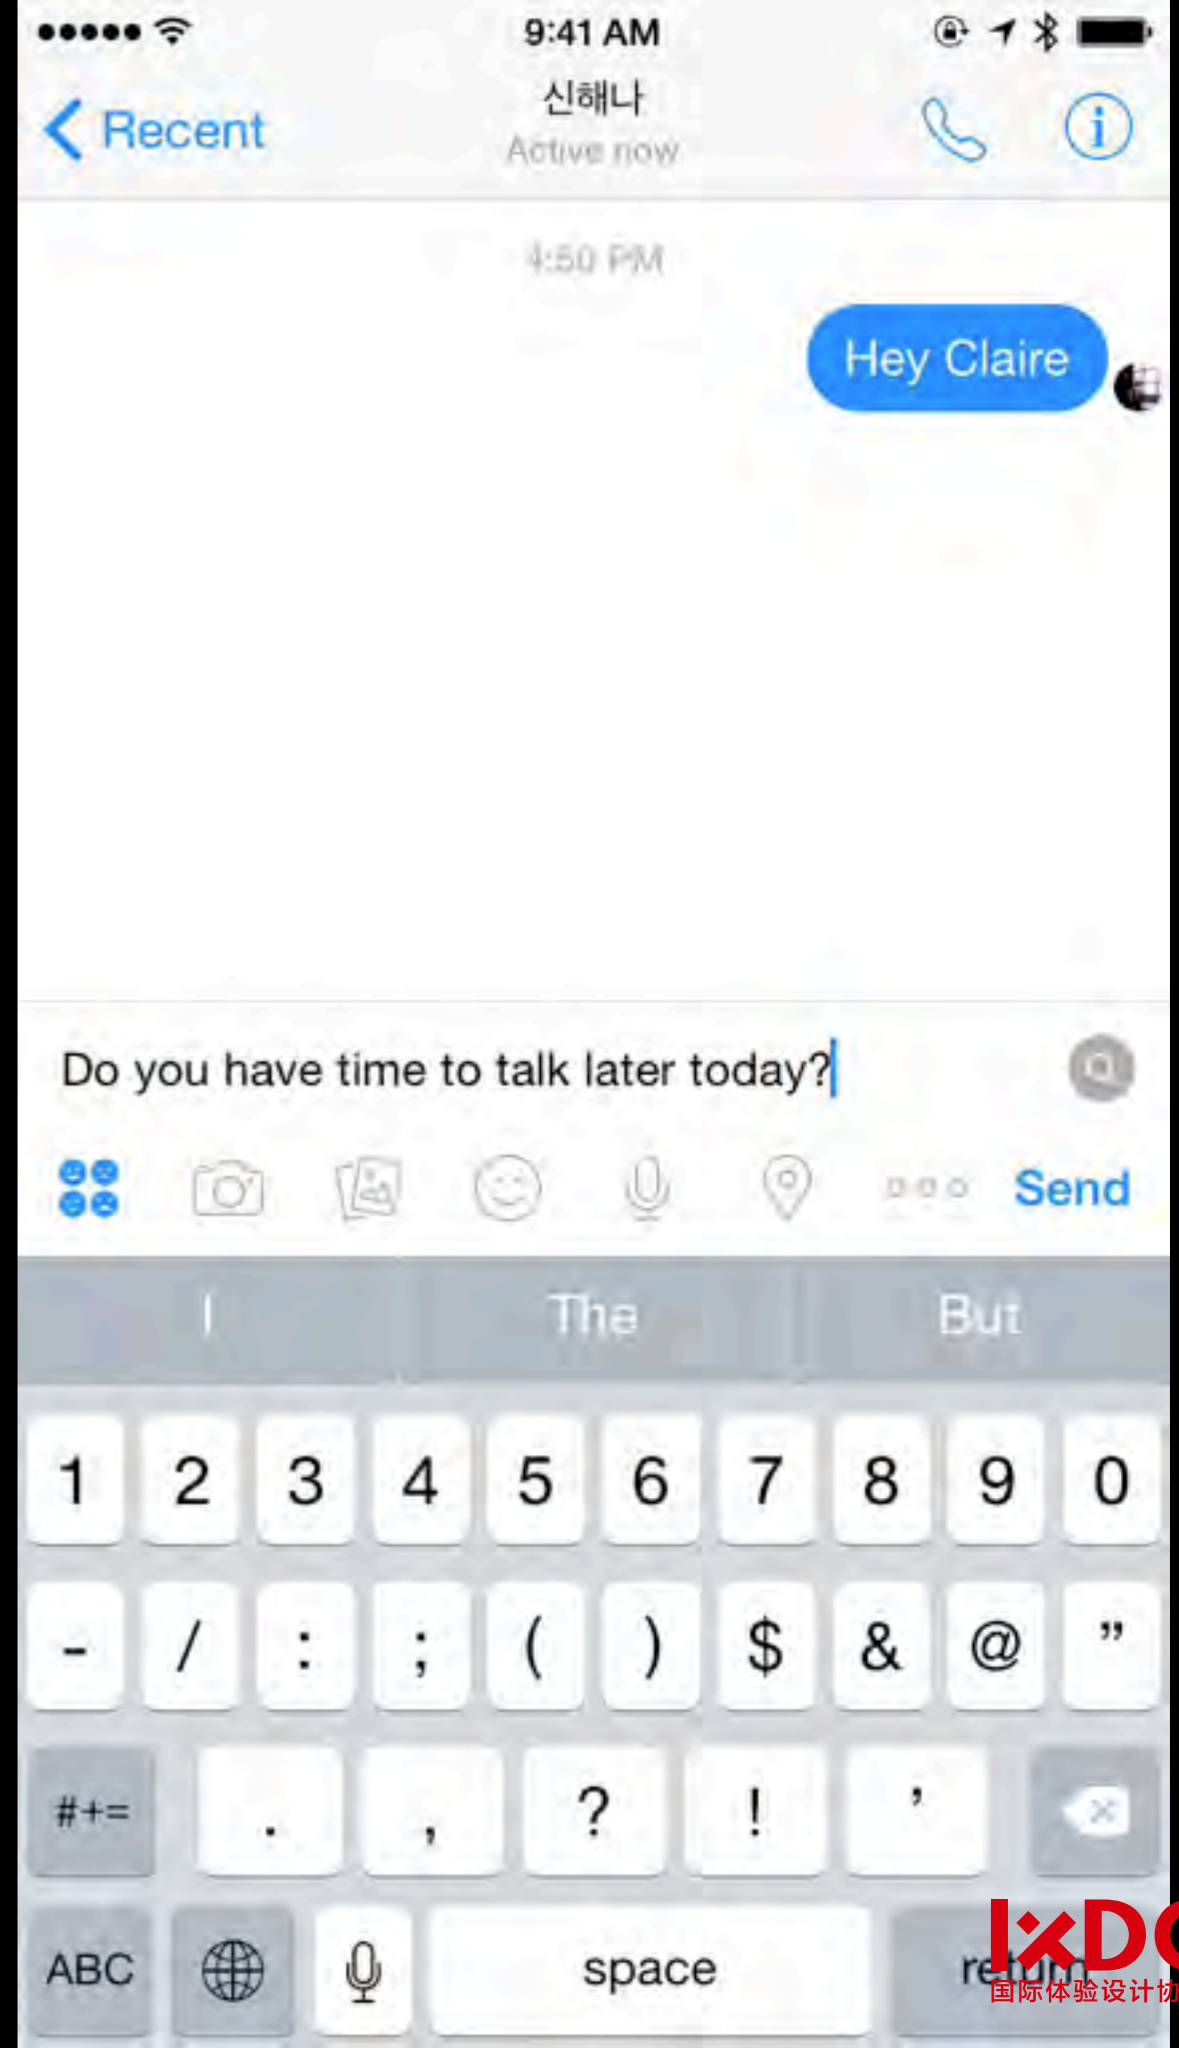 9:41 AM
Recent
신해나
Active now
4:50 PM
Hey Claire
Do you have time to talk later today?
Send
I The But
1 2 3 4 5 6 7 8 9 0
- / : ; ( ) $ & @ ”
#+= . , ? ! ’
ABC space return
IXD
国际体验设计协